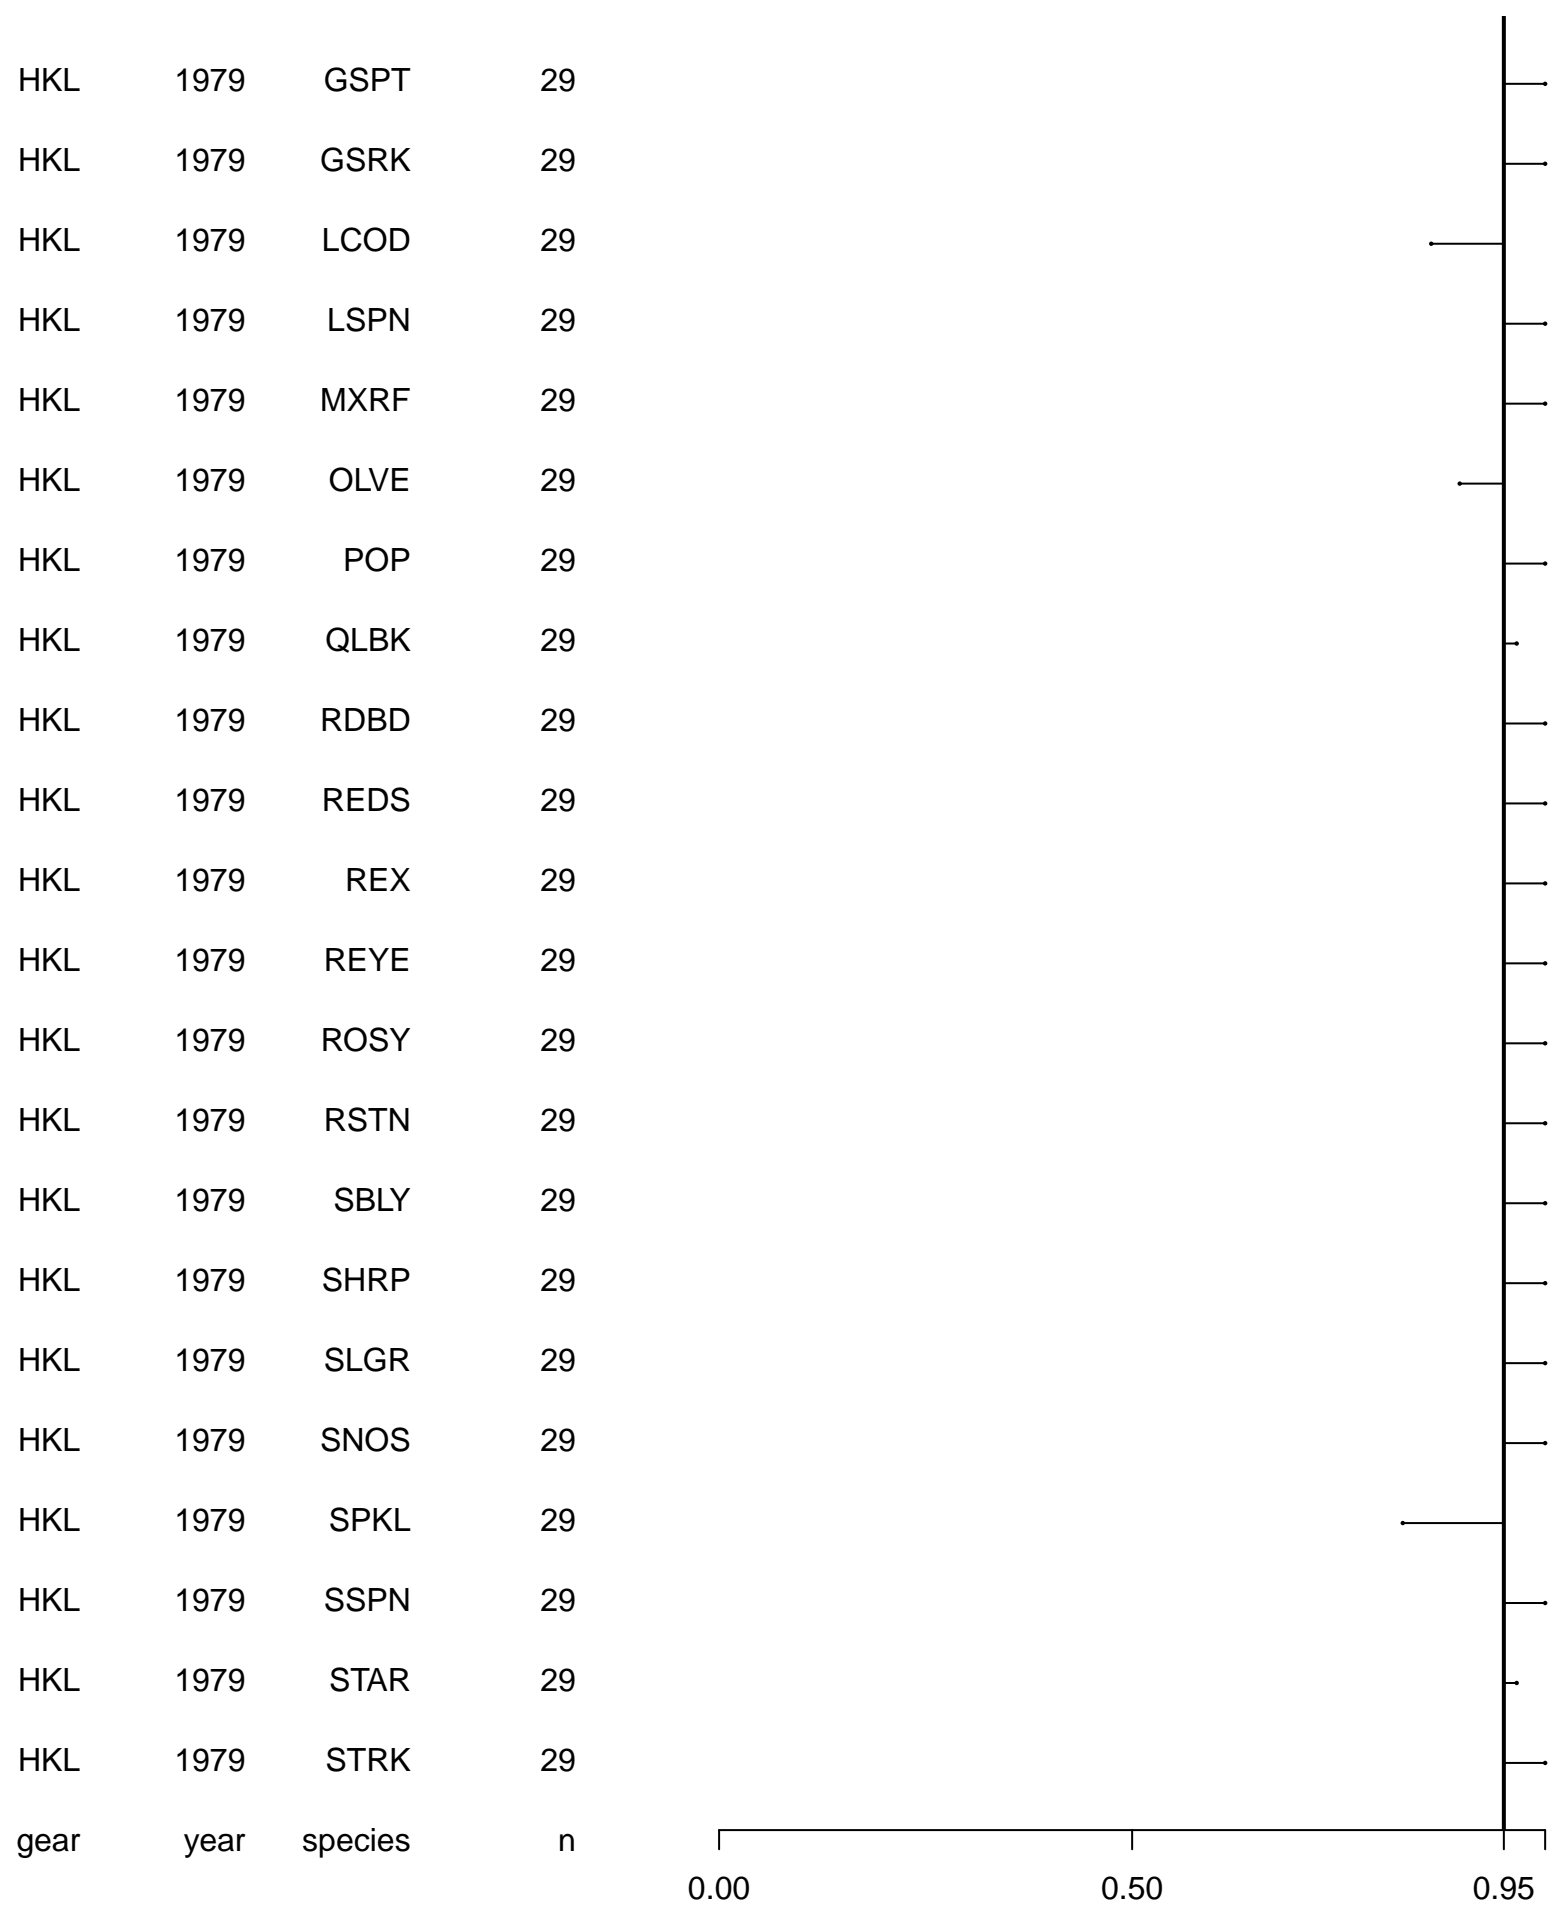 HKL 1979 GSPT 29
HKL 1979 GSRK 29
HKL 1979 LCOD 29
HKL 1979 LSPN 29
HKL 1979 MXRF 29
HKL 1979 OLVE 29
HKL 1979 POP 29
HKL 1979 QLBK 29
HKL 1979 RDBD 29
HKL 1979 REDS 29
HKL 1979 REX 29
HKL 1979 REYE 29
HKL 1979 ROSY 29
HKL 1979 RSTN 29
HKL 1979 SBLY 29
HKL 1979 SHRP 29
HKL 1979 SLGR 29
HKL 1979 SNOS 29
HKL 1979 SPKL 29
HKL 1979 SSPN 29
HKL 1979 STAR 29
HKL 1979 STRK 29
gear year species n
0.00 0.50 0.95